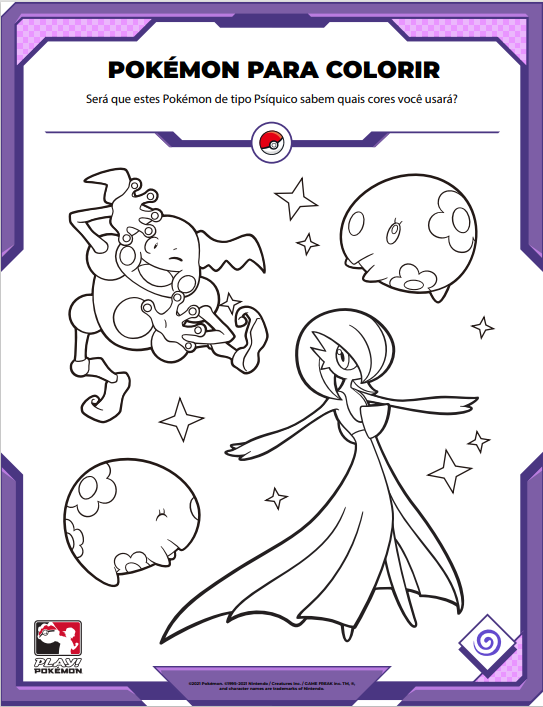 POKÉMON PARA COLORIR
Será que estes Pokémon de tipo Psíquico sabem quais cores você usará?
PLAY!
POKÉMON
©2021 Pokémon. ©1995-2021 Nintendo / Creatures Inc. / GAME FREAK inc. TM, ®,
and character names are trademarks of Nintendo.